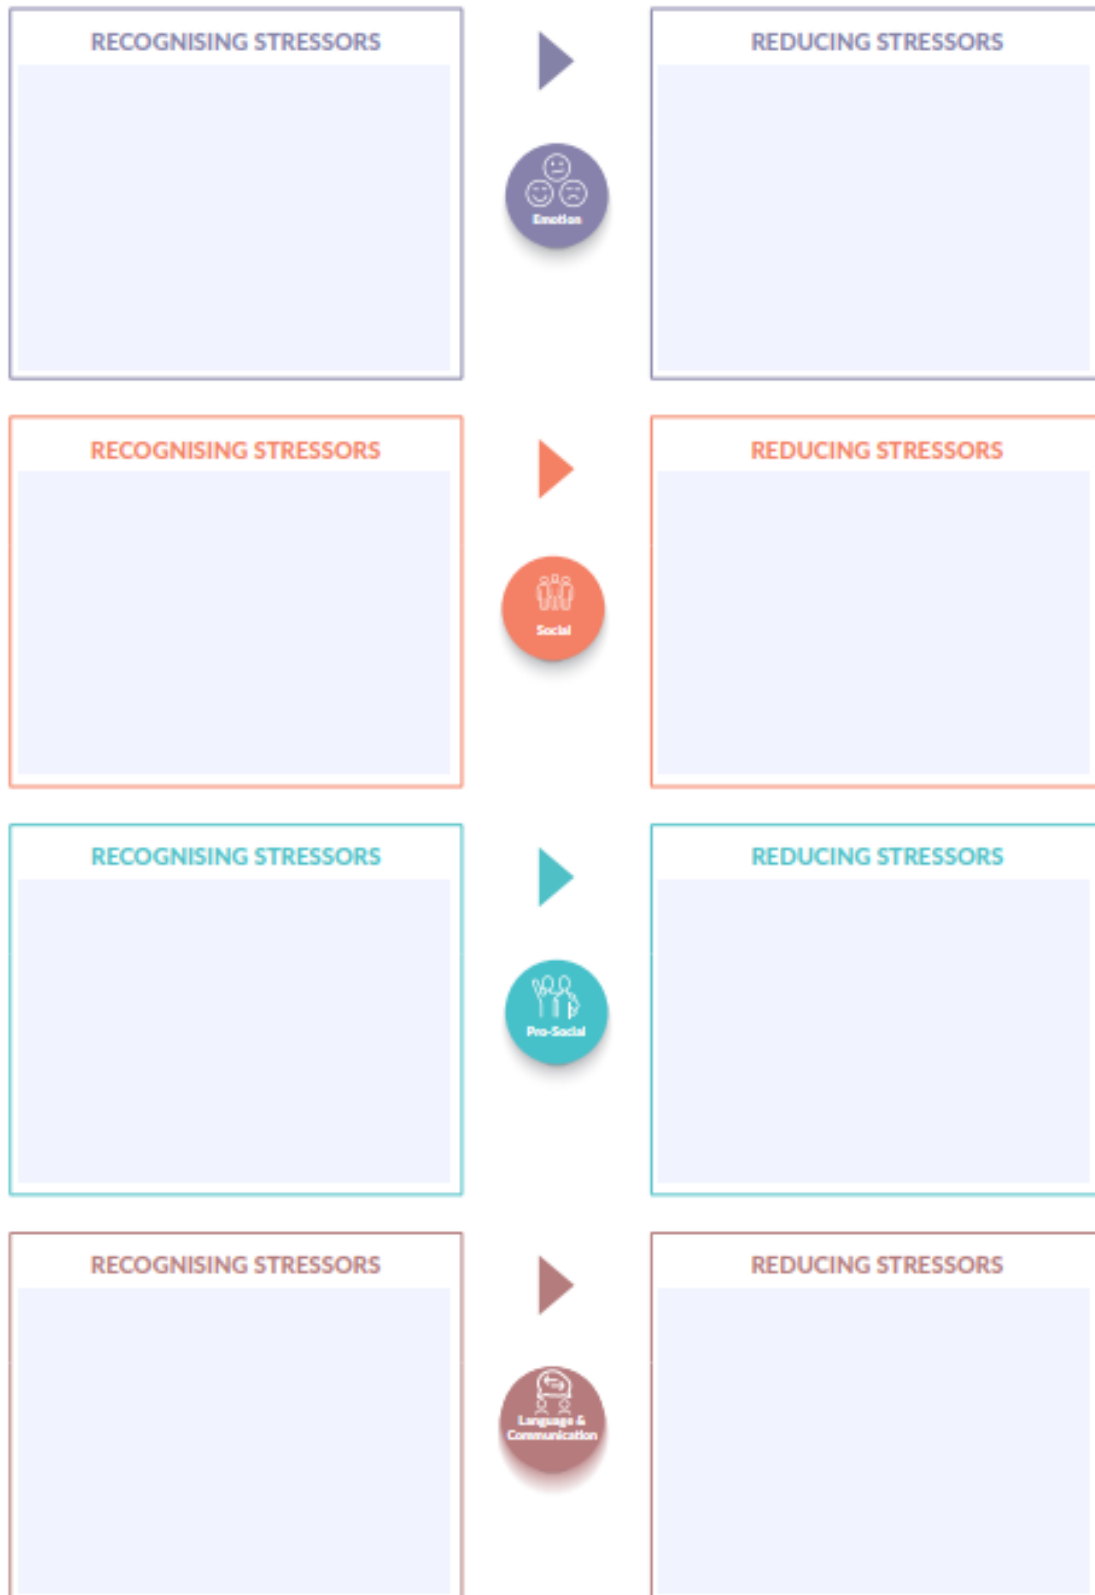 RECOGNISING STRESSORS
REDUCING STRESSORS
Emotion
RECOGNISING STRESSORS
REDUCING STRESSORS
Social
RECOGNISING STRESSORS
REDUCING STRESSORS
Pro-Social
RECOGNISING STRESSORS
REDUCING STRESSORS
Language &
Communication